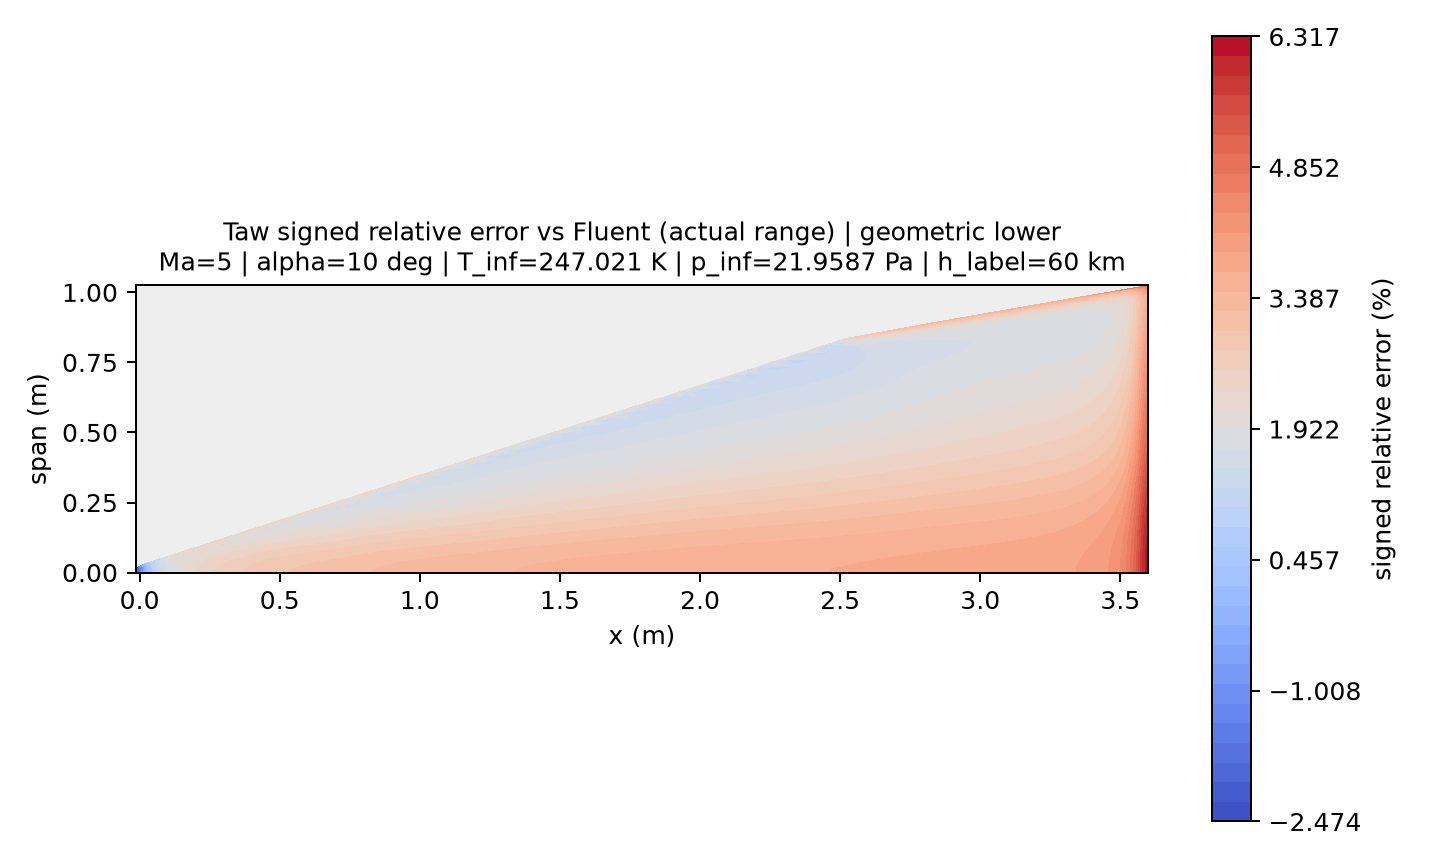 Taw signed relative error vs Fluent (actual range) | geometric lower
Ma=5 | alpha=10 deg | T_inf=247.021 K | p_inf=21.9587 Pa | h_label=60 km
span (m)
1.00
0.75
0.50
0.25
0.00
0.0 0.5 1.0 1.5 2.0 2.5 3.0 3.5
x (m)
6.317
4.852
3.387
1.922
0.457
−1.008
−2.474
signed relative error (%)